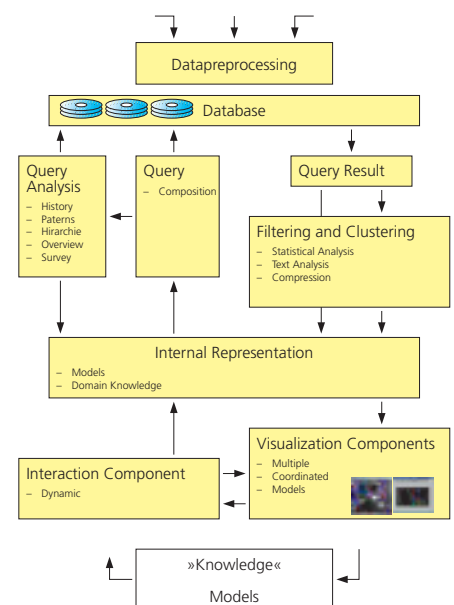 Datapreprocessing
Database
Query
Analysis
– History
– Paterns
– Hirarchie
– Overview
– Survey
Query
– Composition
Query Result
Filtering and Clustering
– Statistical Analysis
– Text Analysis
– Compression
Internal Representation
– Models
– Domain Knowledge
Interaction Component
– Dynamic
Visualization Components
– Multiple
– Coordinated
– Models
»Knowledge«
Models